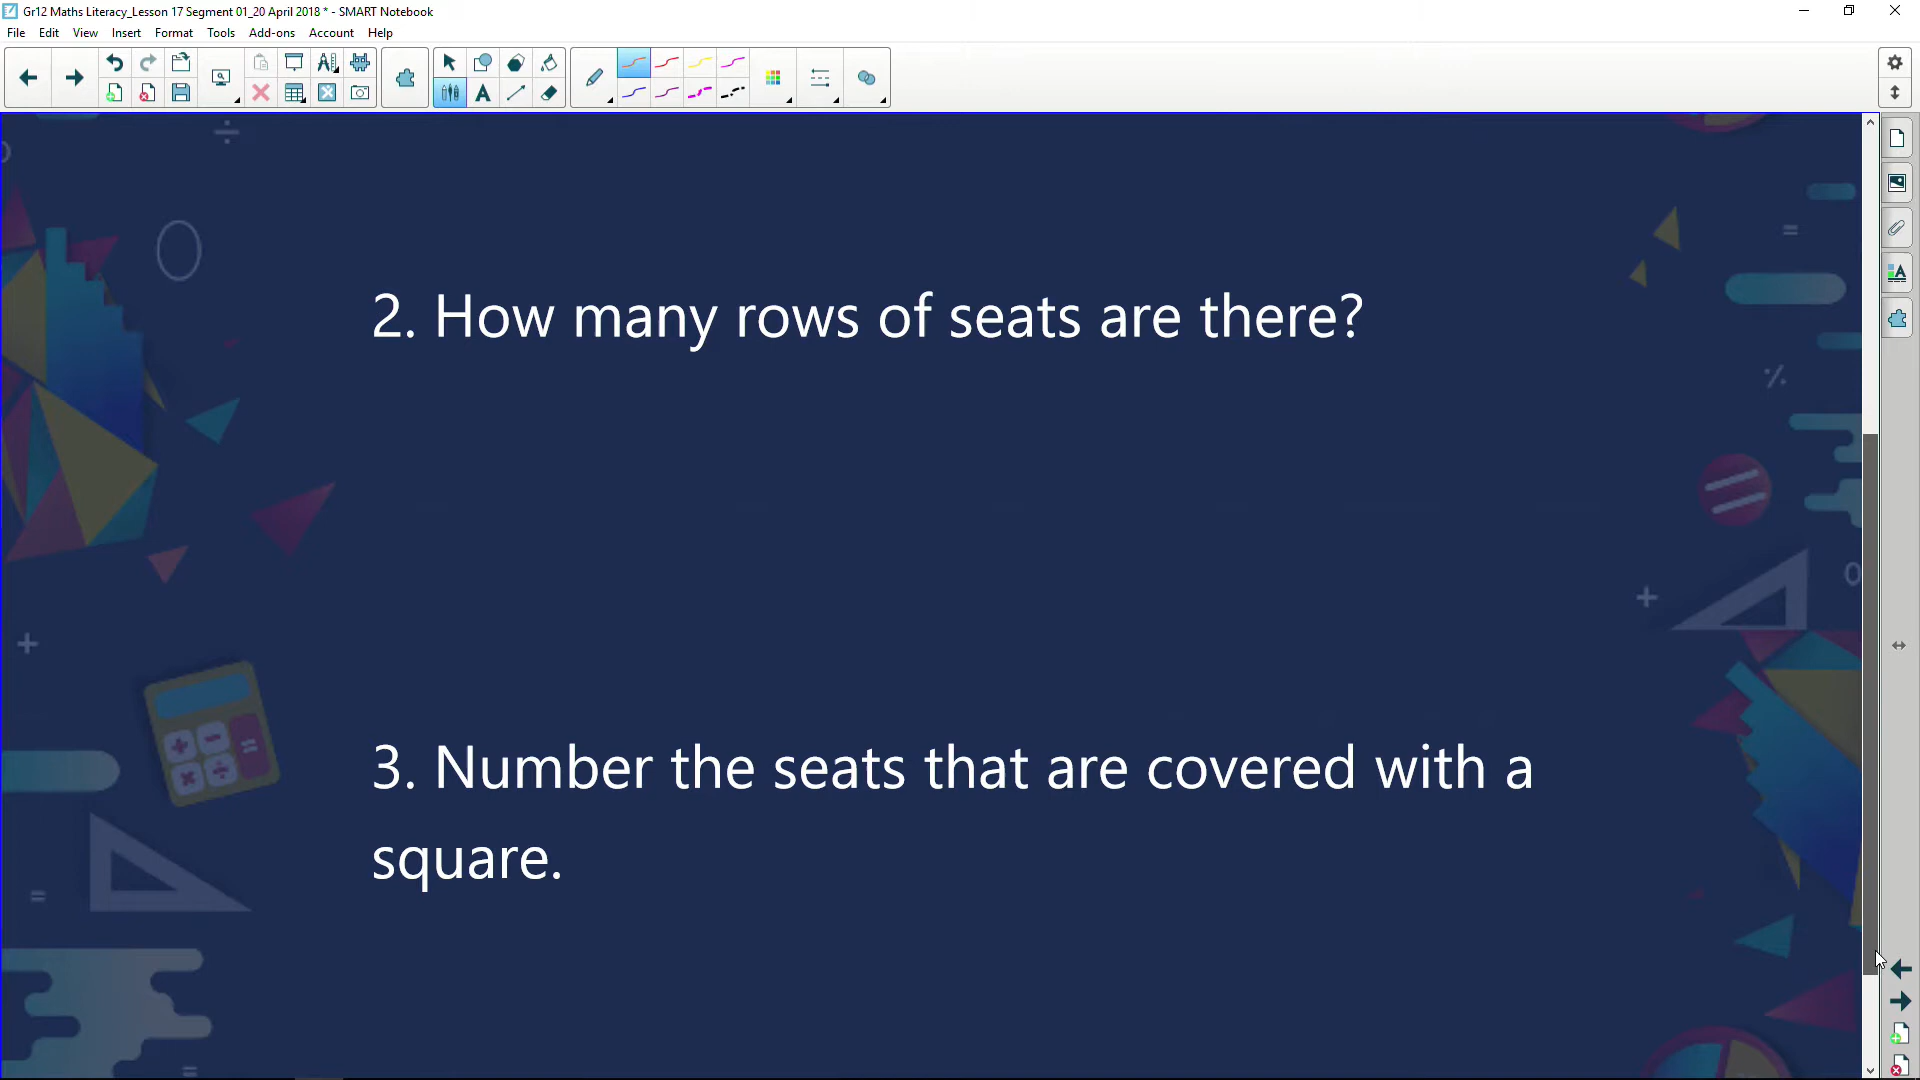 Gr12 Maths Literacy_Lesson 17 Segment 01_20 April 2018 * - SMART Notebook
File Edit View Insert Format Tools Add-ons Account Help
2. How many rows of seats are there?
3. Number the seats that are covered with a
square.